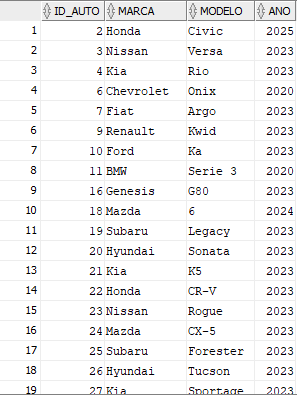 ID_AUTO MARCA MODELO ANO
1 2 Honda Civic 2025
2 3 Nissan Versa 2023
3 4 Kia Rio 2023
4 6 Chevrolet Onix 2020
5 7 Fiat Argo 2023
6 9 Renault Kwid 2023
7 10 Ford Ka 2023
8 11 BMW Serie 3 2020
9 16 Genesis G80 2023
10 18 Mazda 6 2024
11 19 Subaru Legacy 2023
12 20 Hyundai Sonata 2023
13 21 Kia K5 2023
14 22 Honda CR-V 2023
15 23 Nissan Rogue 2023
16 24 Mazda CX-5 2023
17 25 Subaru Forester 2023
18 26 Hyundai Tucson 2023
19 27 Kia Sportage 2023